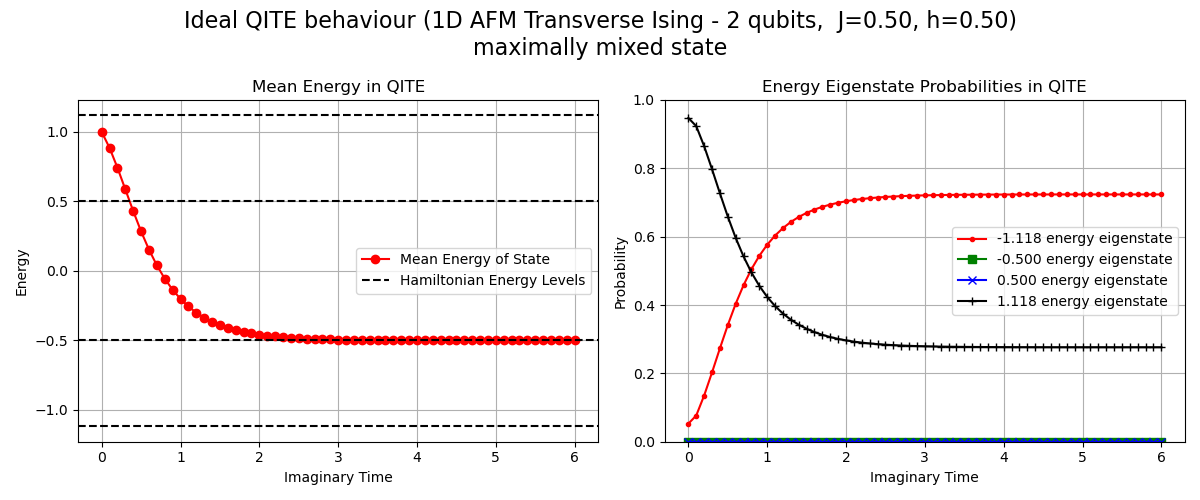 Ideal QITE behaviour (1D AFM Transverse Ising - 2 qubits,  J=0.50, h=0.50)
maximally mixed state
Mean Energy in QITE
Energy
1.0
0.5
0.0
−0.5
−1.0
Mean Energy of State
Hamiltonian Energy Levels
0 1 2 3 4 5 6
Imaginary Time
Energy Eigenstate Probabilities in QITE
Probability
1.0
0.8
0.6
0.4
0.2
0.0
-1.118 energy eigenstate
-0.500 energy eigenstate
0.500 energy eigenstate
1.118 energy eigenstate
0 1 2 3 4 5 6
Imaginary Time